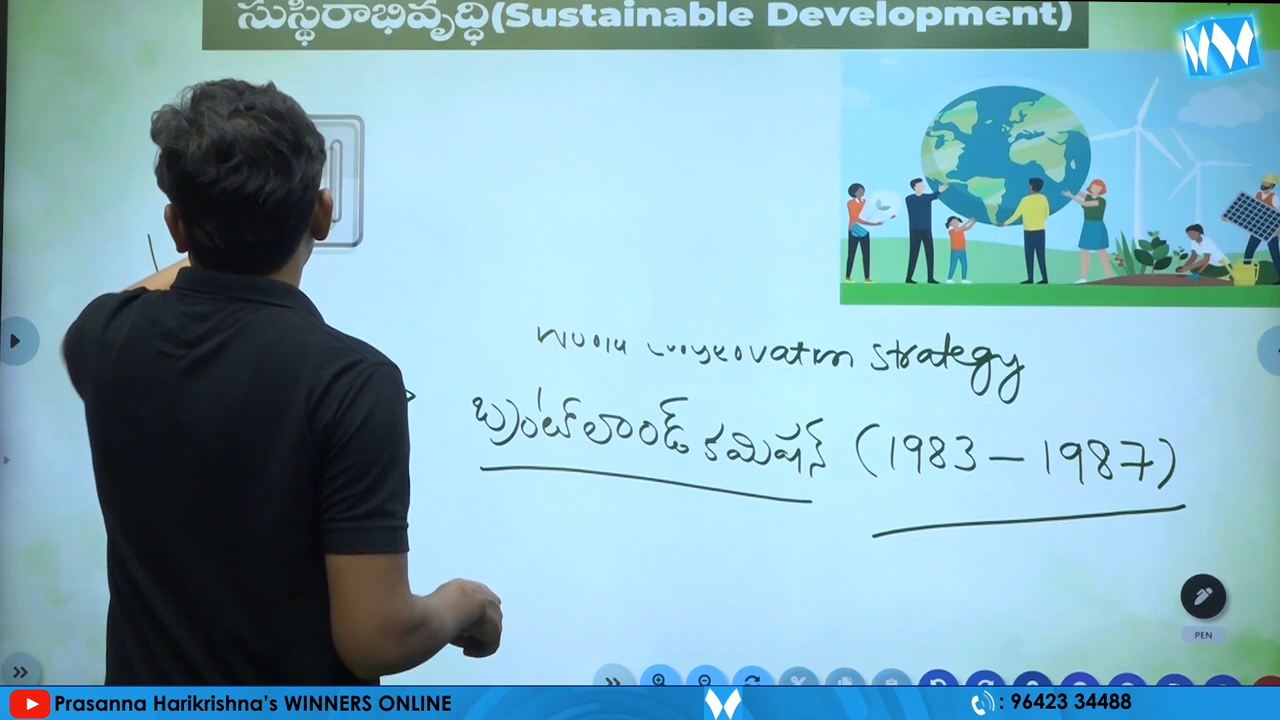 సుస్థిరాభివృద్ధి(Sustainable Development)
strategy
బ్రుంట్‌లాండ్ కమిషన్ (1983 – 1987)
PEN
Prasanna Harikrishna's WINNERS ONLINE
: 96423 34488